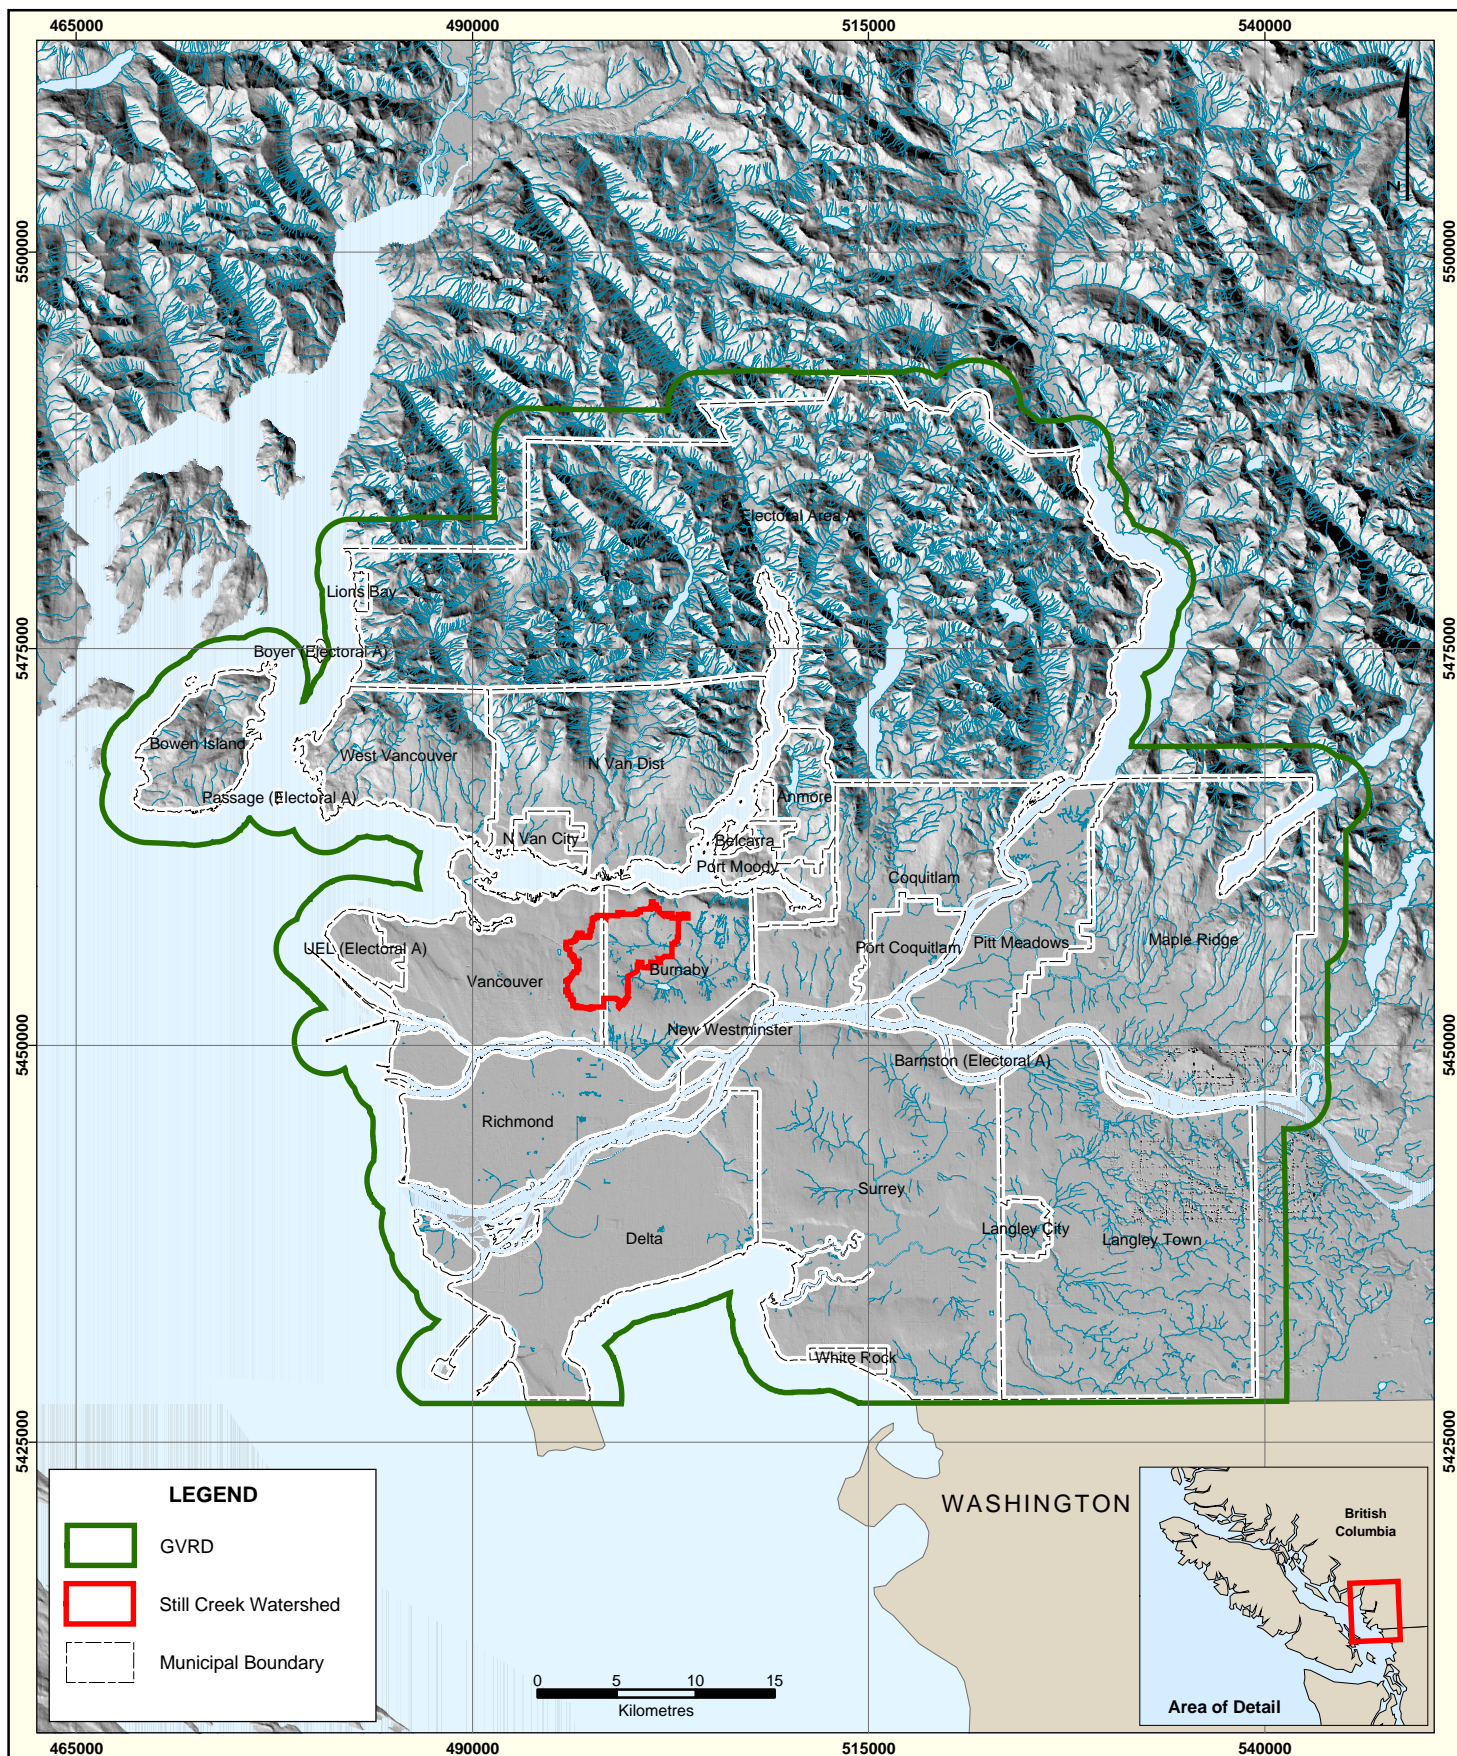 465000
490000
515000
540000
5500000
5500000
N
Electoral Area A
Lions Bay
Boyer (Electoral A)
5475000
5475000
Bowen Island
West Vancouver
N Van Dist
Passage (Electoral A)
Anmore
N Van City
Belcarra
Port Moody
Coquitlam
UEL (Electoral A)
Port Coquitlam
Pitt Meadows
Maple Ridge
Vancouver
Burnaby
New Westminster
5450000
5450000
Barnston (Electoral A)
Richmond
Surrey
Langley City
Delta
Langley Town
White Rock
5425000
5425000
LEGEND
GVRD
Still Creek Watershed
Municipal Boundary
WASHINGTON
British
Columbia
Area of Detail
0 5 10 15
Kilometres
465000
490000
515000
540000